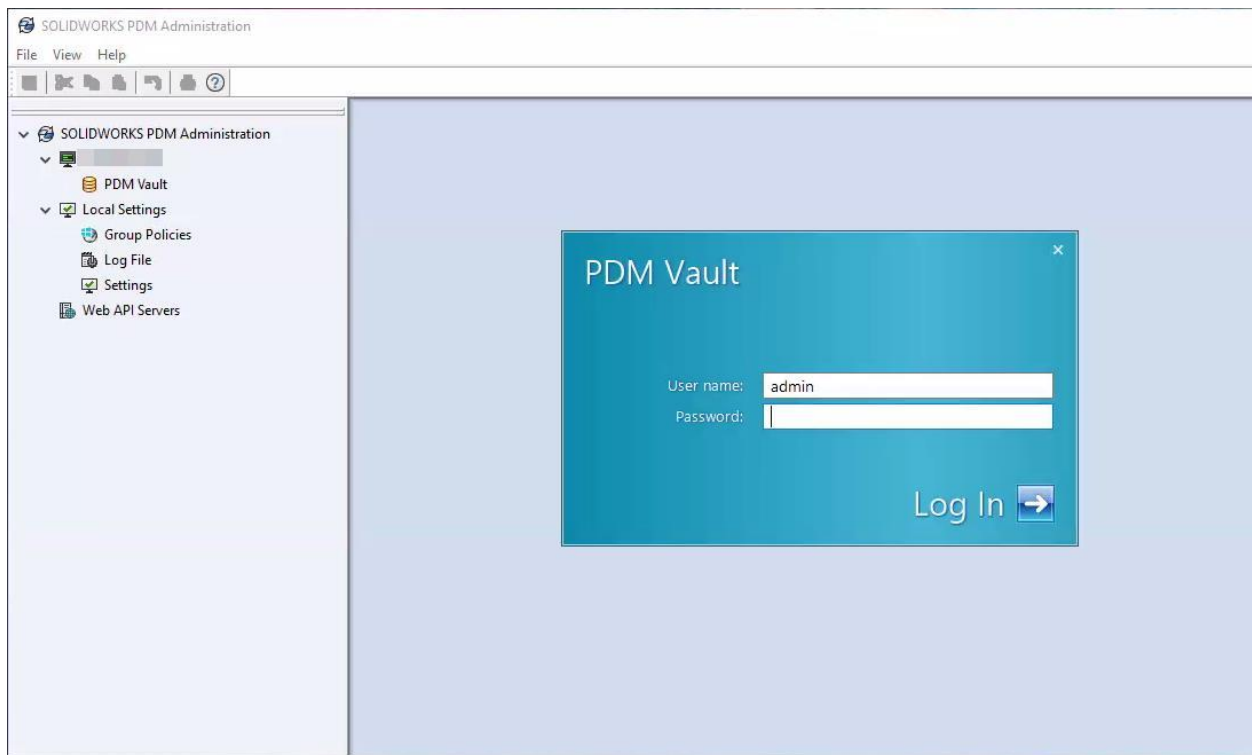 SOLIDWORKS PDM Administration
File View Help
SOLIDWORKS PDM Administration
PDM Vault
Local Settings
Group Policies
Log File
Settings
Web API Servers
PDM Vault
User name: admin
Password:
Log In